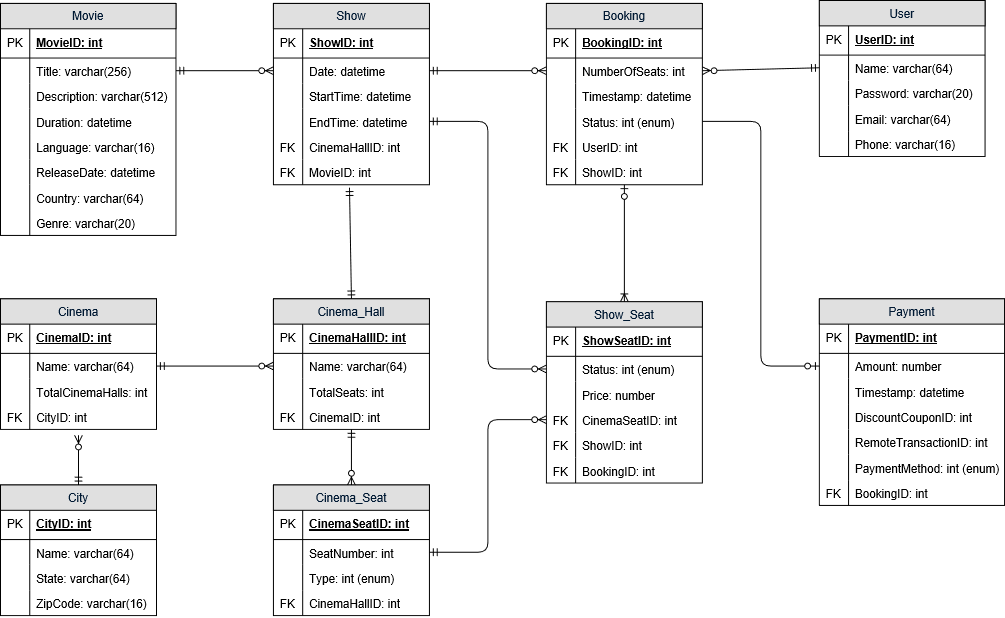 Movie
PK MovieID: int
Title: varchar(256)
Description: varchar(512)
Duration: datetime
Language: varchar(16)
ReleaseDate: datetime
Country: varchar(64)
Genre: varchar(20)
Show
PK ShowID: int
Date: datetime
StartTime: datetime
EndTime: datetime
FK CinemaHallID: int
FK MovieID: int
Booking
PK BookingID: int
NumberOfSeats: int
Timestamp: datetime
Status: int (enum)
FK UserID: int
FK ShowID: int
User
PK UserID: int
Name: varchar(64)
Password: varchar(20)
Email: varchar(64)
Phone: varchar(16)
Cinema
PK CinemaID: int
Name: varchar(64)
TotalCinemaHalls: int
FK CityID: int
Cinema_Hall
PK CinemaHallID: int
Name: varchar(64)
TotalSeats: int
FK CinemaID: int
Show_Seat
PK ShowSeatID: int
Status: int (enum)
Price: number
FK CinemaSeatID: int
FK ShowID: int
FK BookingID: int
Payment
PK PaymentID: int
Amount: number
Timestamp: datetime
DiscountCouponID: int
RemoteTransactionID: int
PaymentMethod: int (enum)
FK BookingID: int
City
PK CityID: int
Name: varchar(64)
State: varchar(64)
ZipCode: varchar(16)
Cinema_Seat
PK CinemaSeatID: int
SeatNumber: int
Type: int (enum)
FK CinemaHallID: int